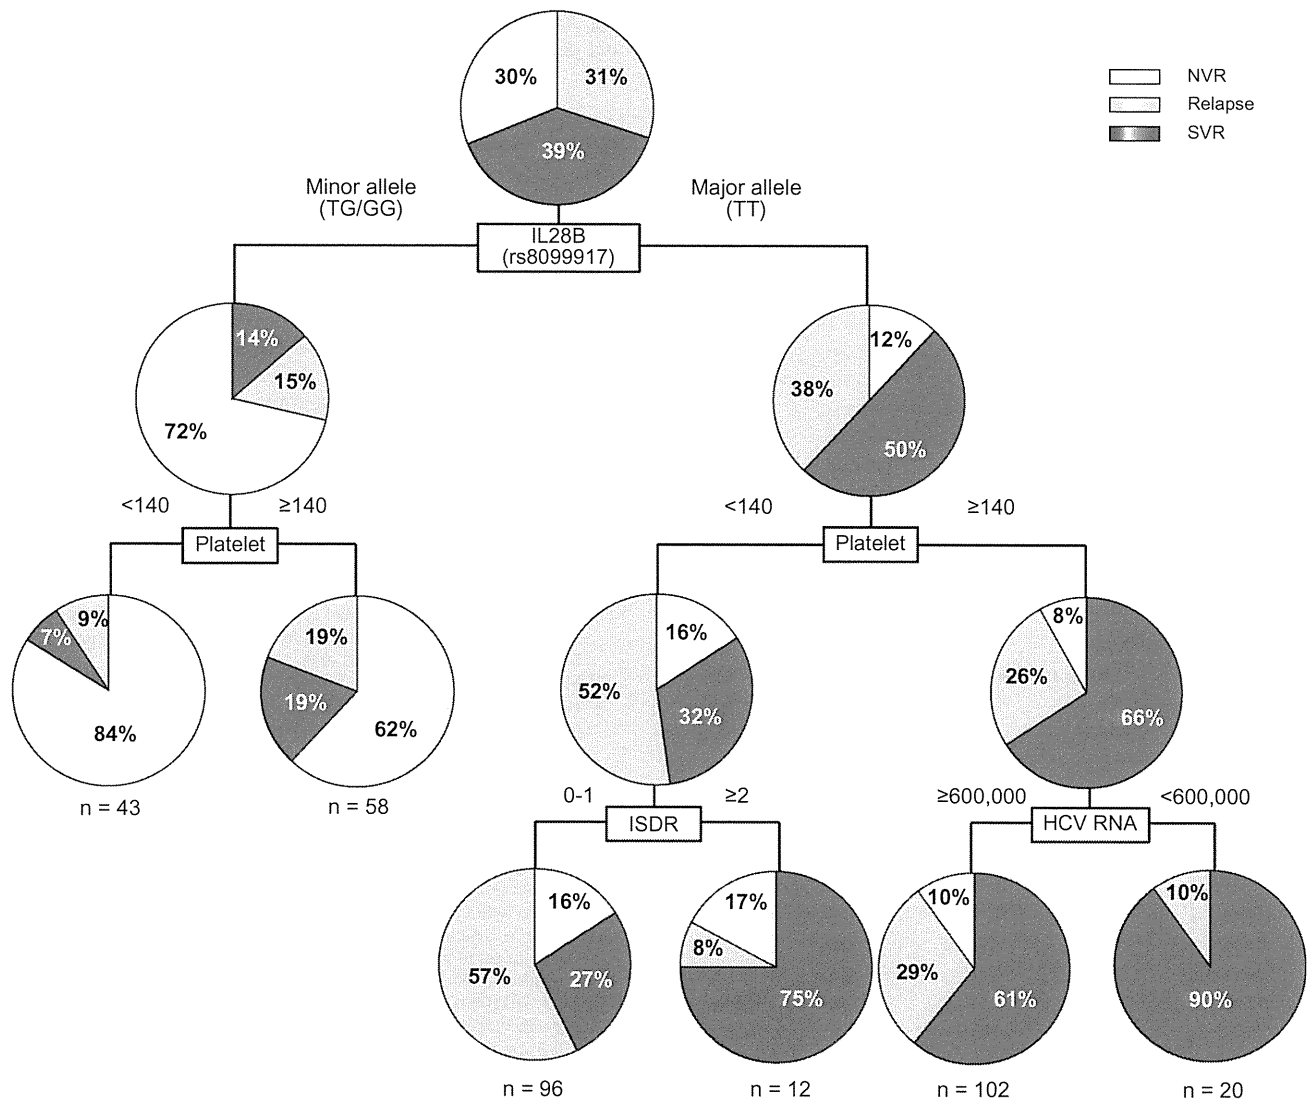 30%
31%
39%
NVR
Relapse
SVR
Minor allele
(TG/GG)
Major allele
(TT)
IL28B
(rs8099917)
14%
15%
72%
12%
38%
50%
<140
≥140
Platelet
<140
≥140
Platelet
9%
7%
84%
n = 43
19%
19%
62%
n = 58
16%
52%
32%
8%
26%
66%
0-1
≥2
ISDR
≥600,000
<600,000
HCV RNA
16%
57%
27%
n = 96
17%
8%
75%
n = 12
10%
29%
61%
n = 102
10%
90%
n = 20